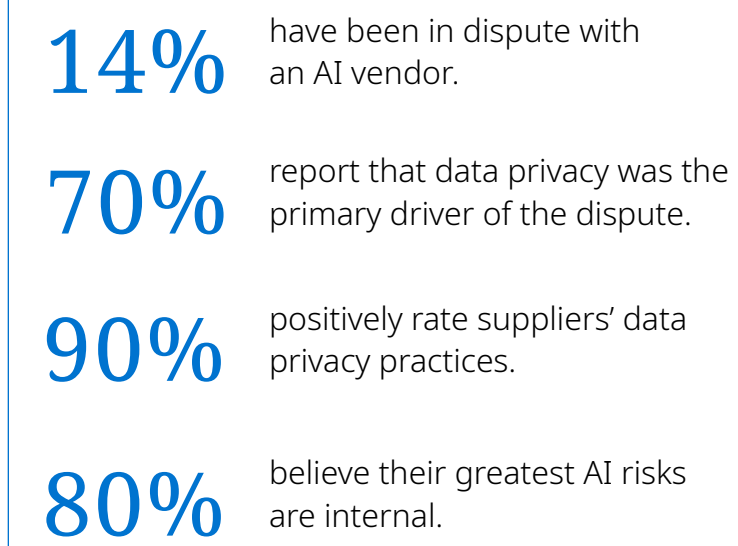 14%
have been in dispute with
an AI vendor.
70%
report that data privacy was the
primary driver of the dispute.
90%
positively rate suppliers’ data
privacy practices.
80%
believe their greatest AI risks
are internal.